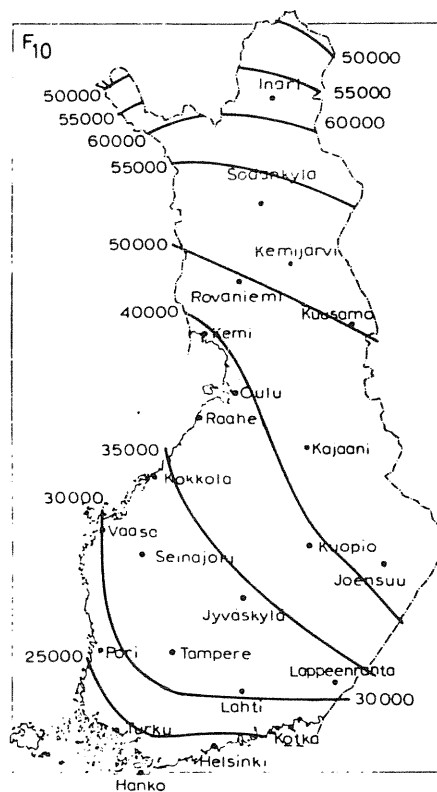 F10
50000
55000
60000
Inari
50000
55000
60000
55000
Sodankylä
50000
Kemijärvi
Rovaniemi
40000
Kuusamo
Kemi
Oulu
Raahe
35000
Kajaani
Kokkola
30000
Vaasa
Seinäjoki
Kuopio
Joensuu
Jyväskylä
25000
Pori
Tampere
Lappeenranta
30000
Lahti
Turku
Kotka
Helsinki
Hanko